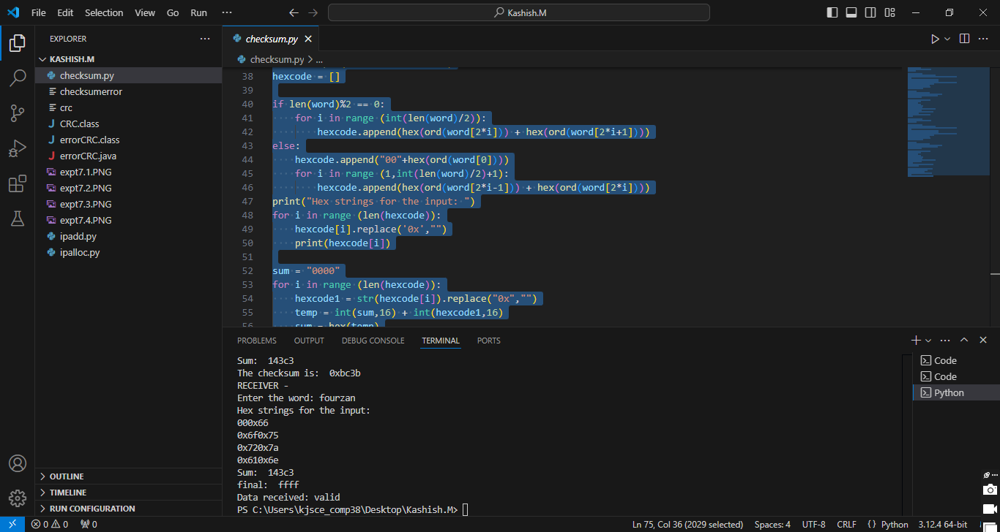 File Edit Selection View Go Run ··· Kashish.M
EXPLORER ···
KASHISH.M
checksum.py
checksumerror
crc
CRC.class
errorCRC.class
errorCRC.java
expt7.1.PNG
expt7.2.PNG
expt7.3.PNG
expt7.4.PNG
ipadd.py
ipalloc.py
OUTLINE
TIMELINE
RUN CONFIGURATION
checksum.py
checksum.py > ...
38 hexcode = []
39
40 if len(word)%2 == 0:
41     for i in range (int(len(word)/2)):
42         hexcode.append(hex(ord(word[2*i])) + hex(ord(word[2*i+1])))
43 else:
44     hexcode.append("00"+hex(ord(word[0])))
45     for i in range (1,int(len(word)/2)+1):
46         hexcode.append(hex(ord(word[2*i-1])) + hex(ord(word[2*i])))
47 print("Hex strings for the input: ")
48 for i in range (len(hexcode)):
49     hexcode[i].replace('0x',"")
50     print(hexcode[i])
51
52 sum = "0000"
53 for i in range (len(hexcode)):
54     hexcode1 = str(hexcode[i]).replace("0x","")
55     temp = int(sum,16) + int(hexcode1,16)
56     sum = hex(temp)
PROBLEMS OUTPUT DEBUG CONSOLE TERMINAL PORTS
Sum:  143c3
The checksum is:  0xbc3b
RECEIVER -
Enter the word: fourzan
Hex strings for the input:
000x66
0x6f0x75
0x720x7a
0x610x6e
Sum:  143c3
final:  ffff
Data received: valid
PS C:\Users\kjsce_comp38\Desktop\Kashish.M>
Code
Code
Python
0 0 0 Ln 75, Col 36 (2029 selected) Spaces: 4 UTF-8 CRLF {} Python 3.12.4 64-bit